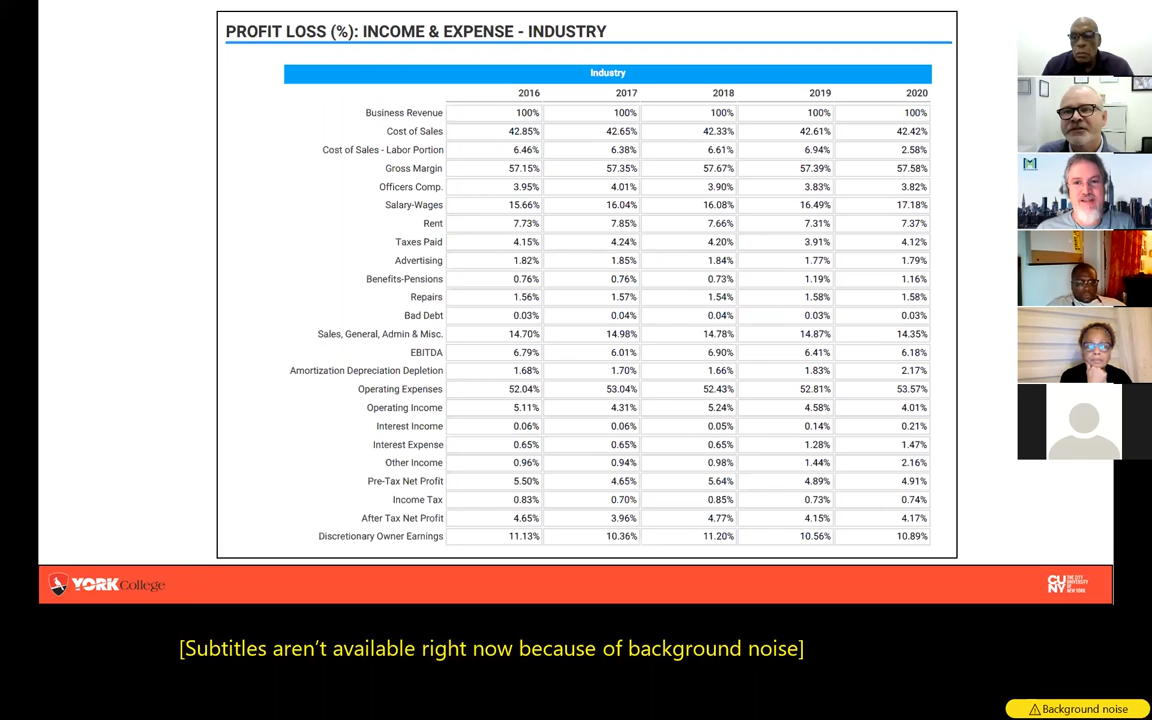 PROFIT LOSS (%): INCOME & EXPENSE - INDUSTRY
Industry
2016 2017 2018 2019 2020
Business Revenue 100% 100% 100% 100% 100%
Cost of Sales 42.85% 42.65% 42.33% 42.61% 42.42%
Cost of Sales - Labor Portion 6.46% 6.38% 6.61% 6.94% 2.58%
Gross Margin 57.15% 57.35% 57.67% 57.39% 57.58%
Officers Comp. 3.95% 4.01% 3.90% 3.83% 3.82%
Salary-Wages 15.66% 16.04% 16.08% 16.49% 17.18%
Rent 7.73% 7.85% 7.66% 7.31% 7.37%
Taxes Paid 4.15% 4.24% 4.20% 3.91% 4.12%
Advertising 1.82% 1.85% 1.84% 1.77% 1.79%
Benefits-Pensions 0.76% 0.76% 0.73% 1.19% 1.16%
Repairs 1.56% 1.57% 1.54% 1.58% 1.58%
Bad Debt 0.03% 0.04% 0.04% 0.03% 0.03%
Sales, General, Admin & Misc. 14.70% 14.98% 14.78% 14.87% 14.35%
EBITDA 6.79% 6.01% 6.90% 6.41% 6.18%
Amortization Depreciation Depletion 1.68% 1.70% 1.66% 1.83% 2.17%
Operating Expenses 52.04% 53.04% 52.43% 52.81% 53.57%
Operating Income 5.11% 4.31% 5.24% 4.58% 4.01%
Interest Income 0.06% 0.06% 0.05% 0.14% 0.21%
Interest Expense 0.65% 0.65% 0.65% 1.28% 1.47%
Other Income 0.96% 0.94% 0.98% 1.44% 2.16%
Pre-Tax Net Profit 5.50% 4.65% 5.64% 4.89% 4.91%
Income Tax 0.83% 0.70% 0.85% 0.73% 0.74%
After Tax Net Profit 4.65% 3.96% 4.77% 4.15% 4.17%
Discretionary Owner Earnings 11.13% 10.36% 11.20% 10.56% 10.89%
YORK College
CUNY
THE CITY
UNIVERSITY
OF
NEW YORK
[Subtitles aren't available right now because of background noise]
Background noise